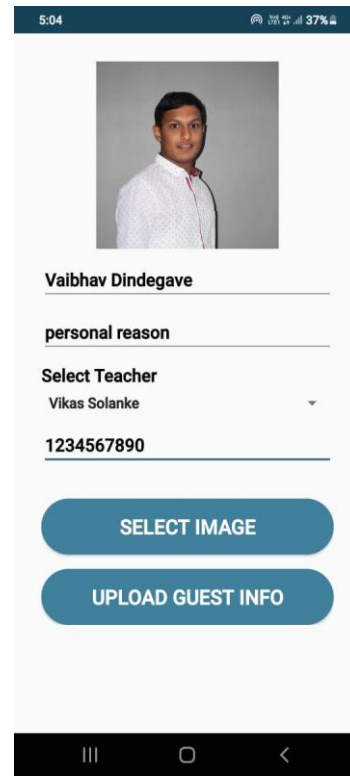 5:04 37%
Vaibhav Dindegave
personal reason
Select Teacher
Vikas Solanke
1234567890
SELECT IMAGE
UPLOAD GUEST INFO